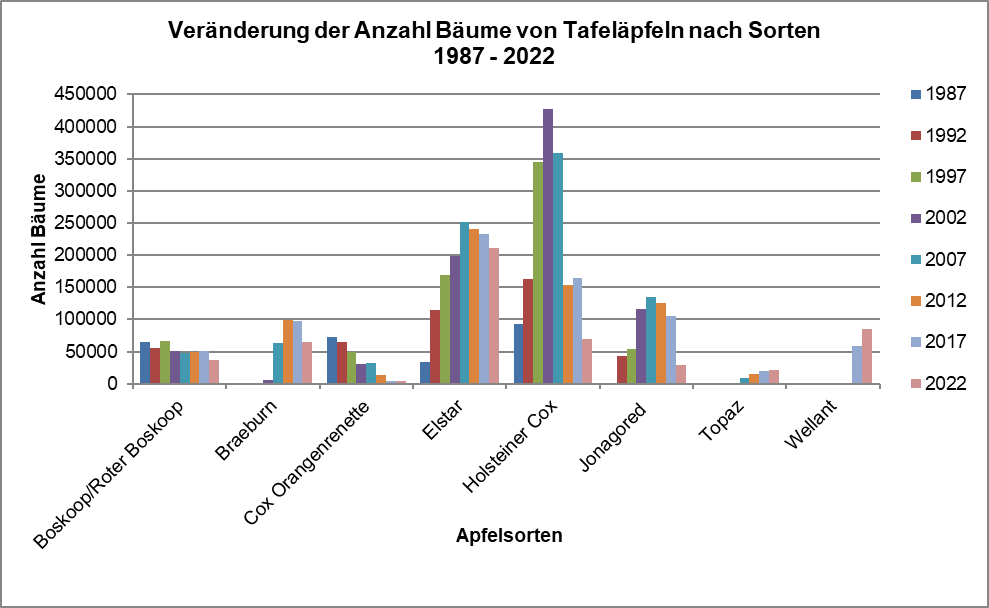 Veränderung der Anzahl Bäume von Tafeläpfeln nach Sorten
1987 - 2022
Anzahl Bäume
450000
400000
350000
300000
250000
200000
150000
100000
50000
0
Boskoop/Roter Boskoop
Braeburn
Cox Orangenrenette
Elstar
Holsteiner Cox
Jonagored
Topaz
Wellant
Apfelsorten
1987
1992
1997
2002
2007
2012
2017
2022